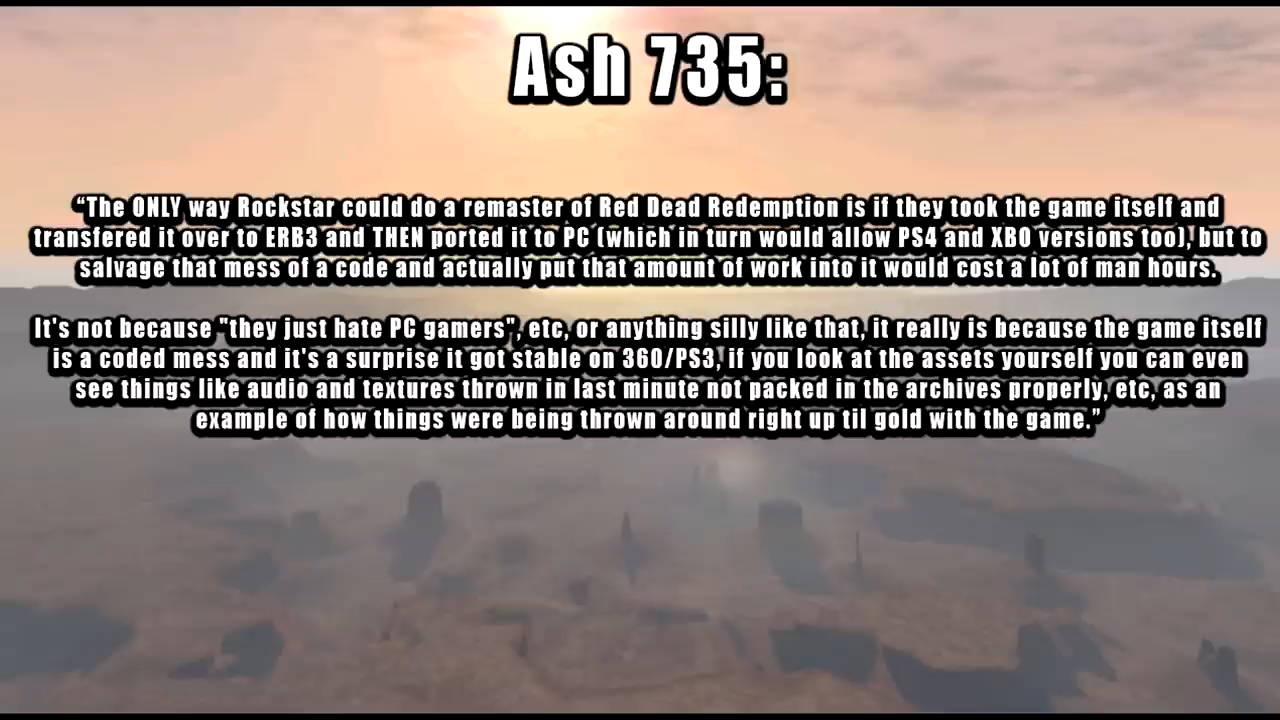 Ash 735:
“The ONLY way Rockstar could do a remaster of Red Dead Redemption is if they took the game itself and
transfered it over to ERB3 and THEN ported it to PC (which in turn would allow PS4 and XBO versions too), but to
salvage that mess of a code and actually put that amount of work into it would cost a lot of man hours.
It's not because "they just hate PC gamers", etc, or anything silly like that, it really is because the game itself
is a coded mess and it's a surprise it got stable on 360/PS3, if you look at the assets yourself you can even
see things like audio and textures thrown in last minute not packed in the archives properly, etc, as an
example of how things were being thrown around right up til gold with the game.”